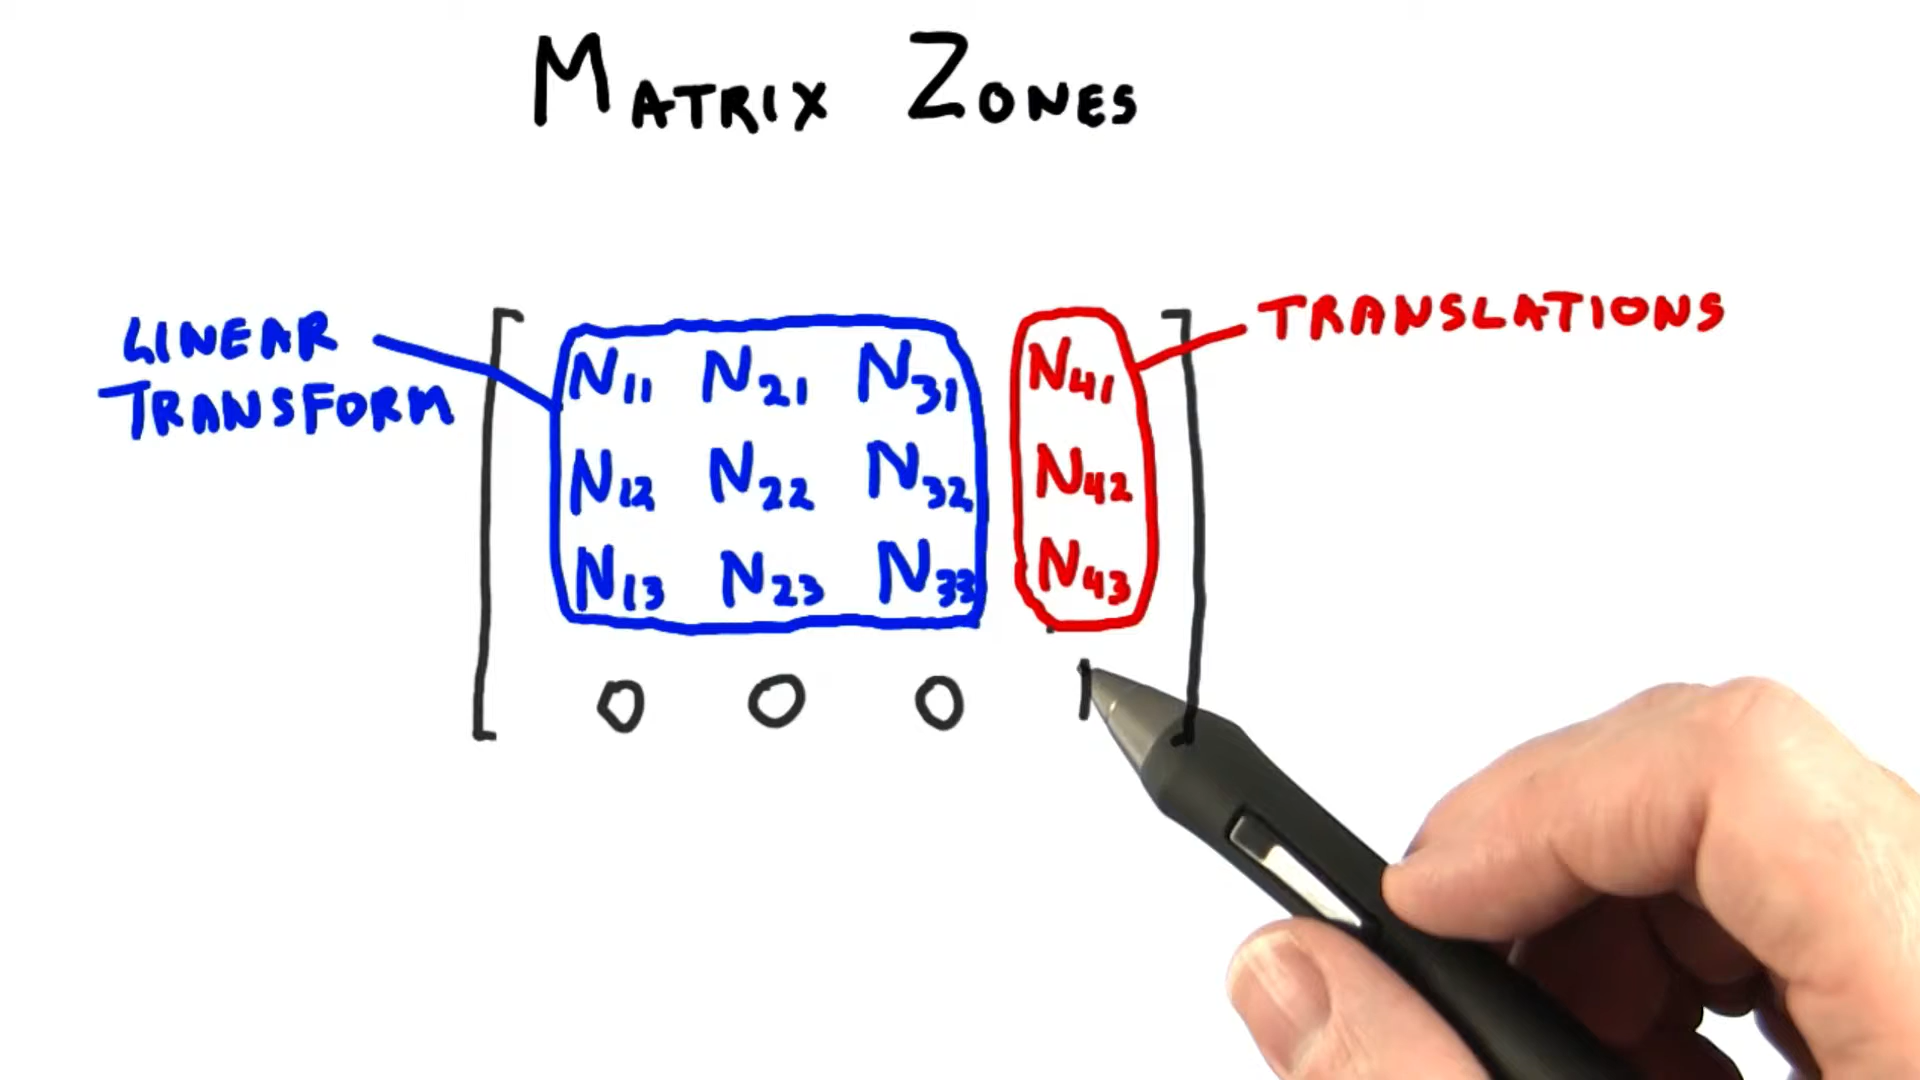 MATRIX ZONES
LINEAR
TRANSFORM
TRANSLATIONS
N11 N21 N31 N41
N12 N22 N32 N42
N13 N23 N33 N43
0 0 0 1